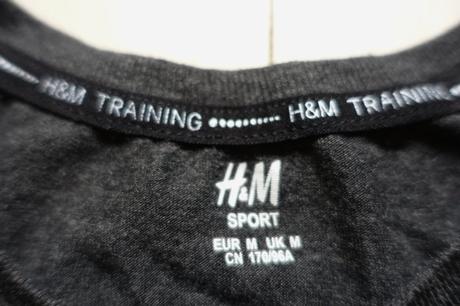 H&M TRAINING •••••••••• H&M TRAINING
H&M
SPORT
EUR M UK M
CN 170/96A